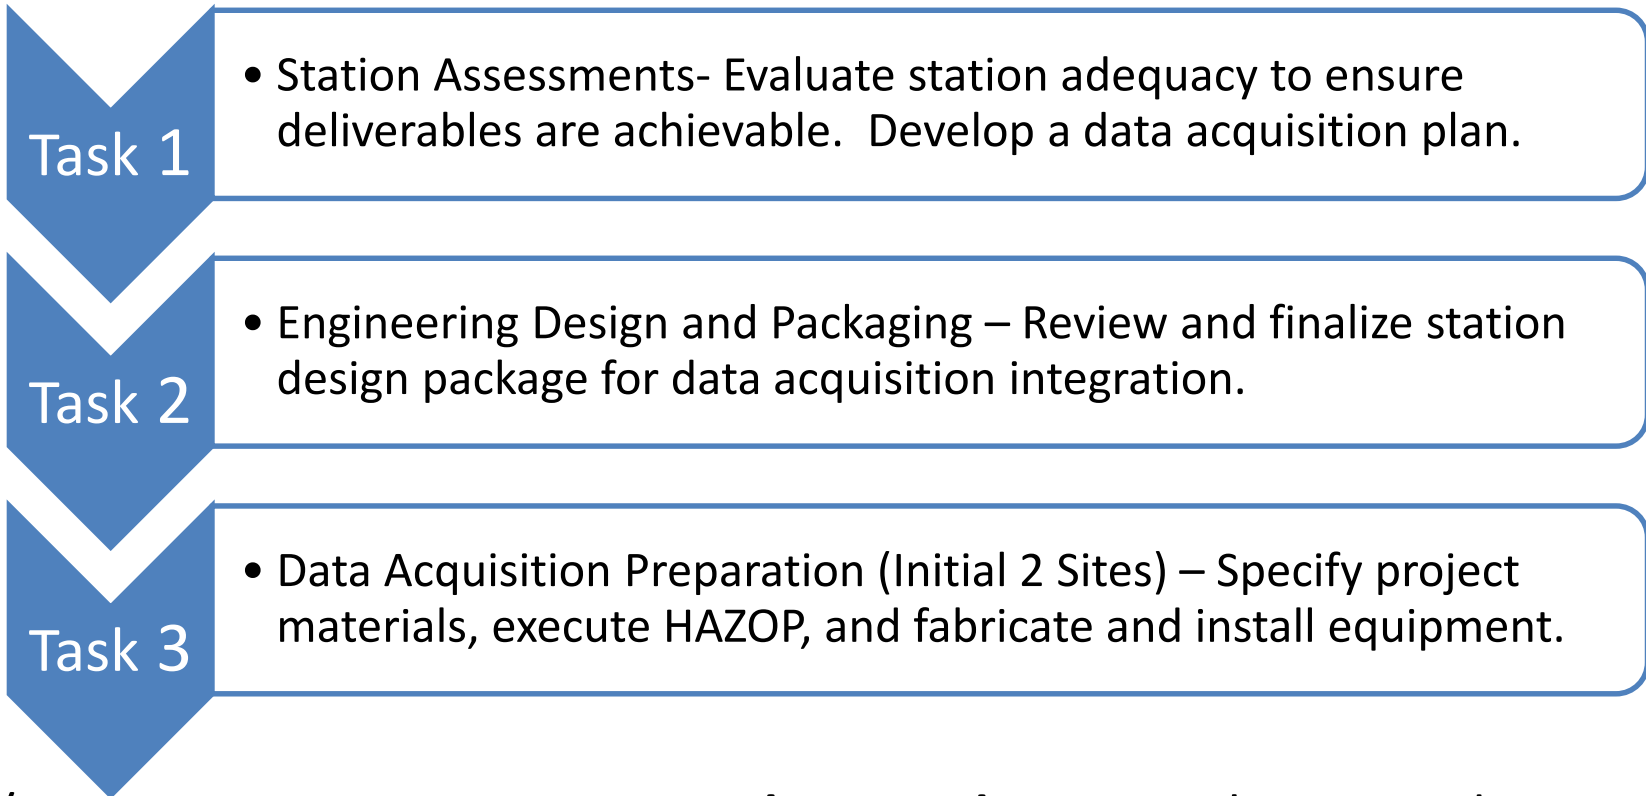 Task 1
• Station Assessments- Evaluate station adequacy to ensure
deliverables are achievable.  Develop a data acquisition plan.
Task 2
• Engineering Design and Packaging – Review and finalize station
design package for data acquisition integration.
Task 3
• Data Acquisition Preparation (Initial 2 Sites) – Specify project
materials, execute HAZOP, and fabricate and install equipment.